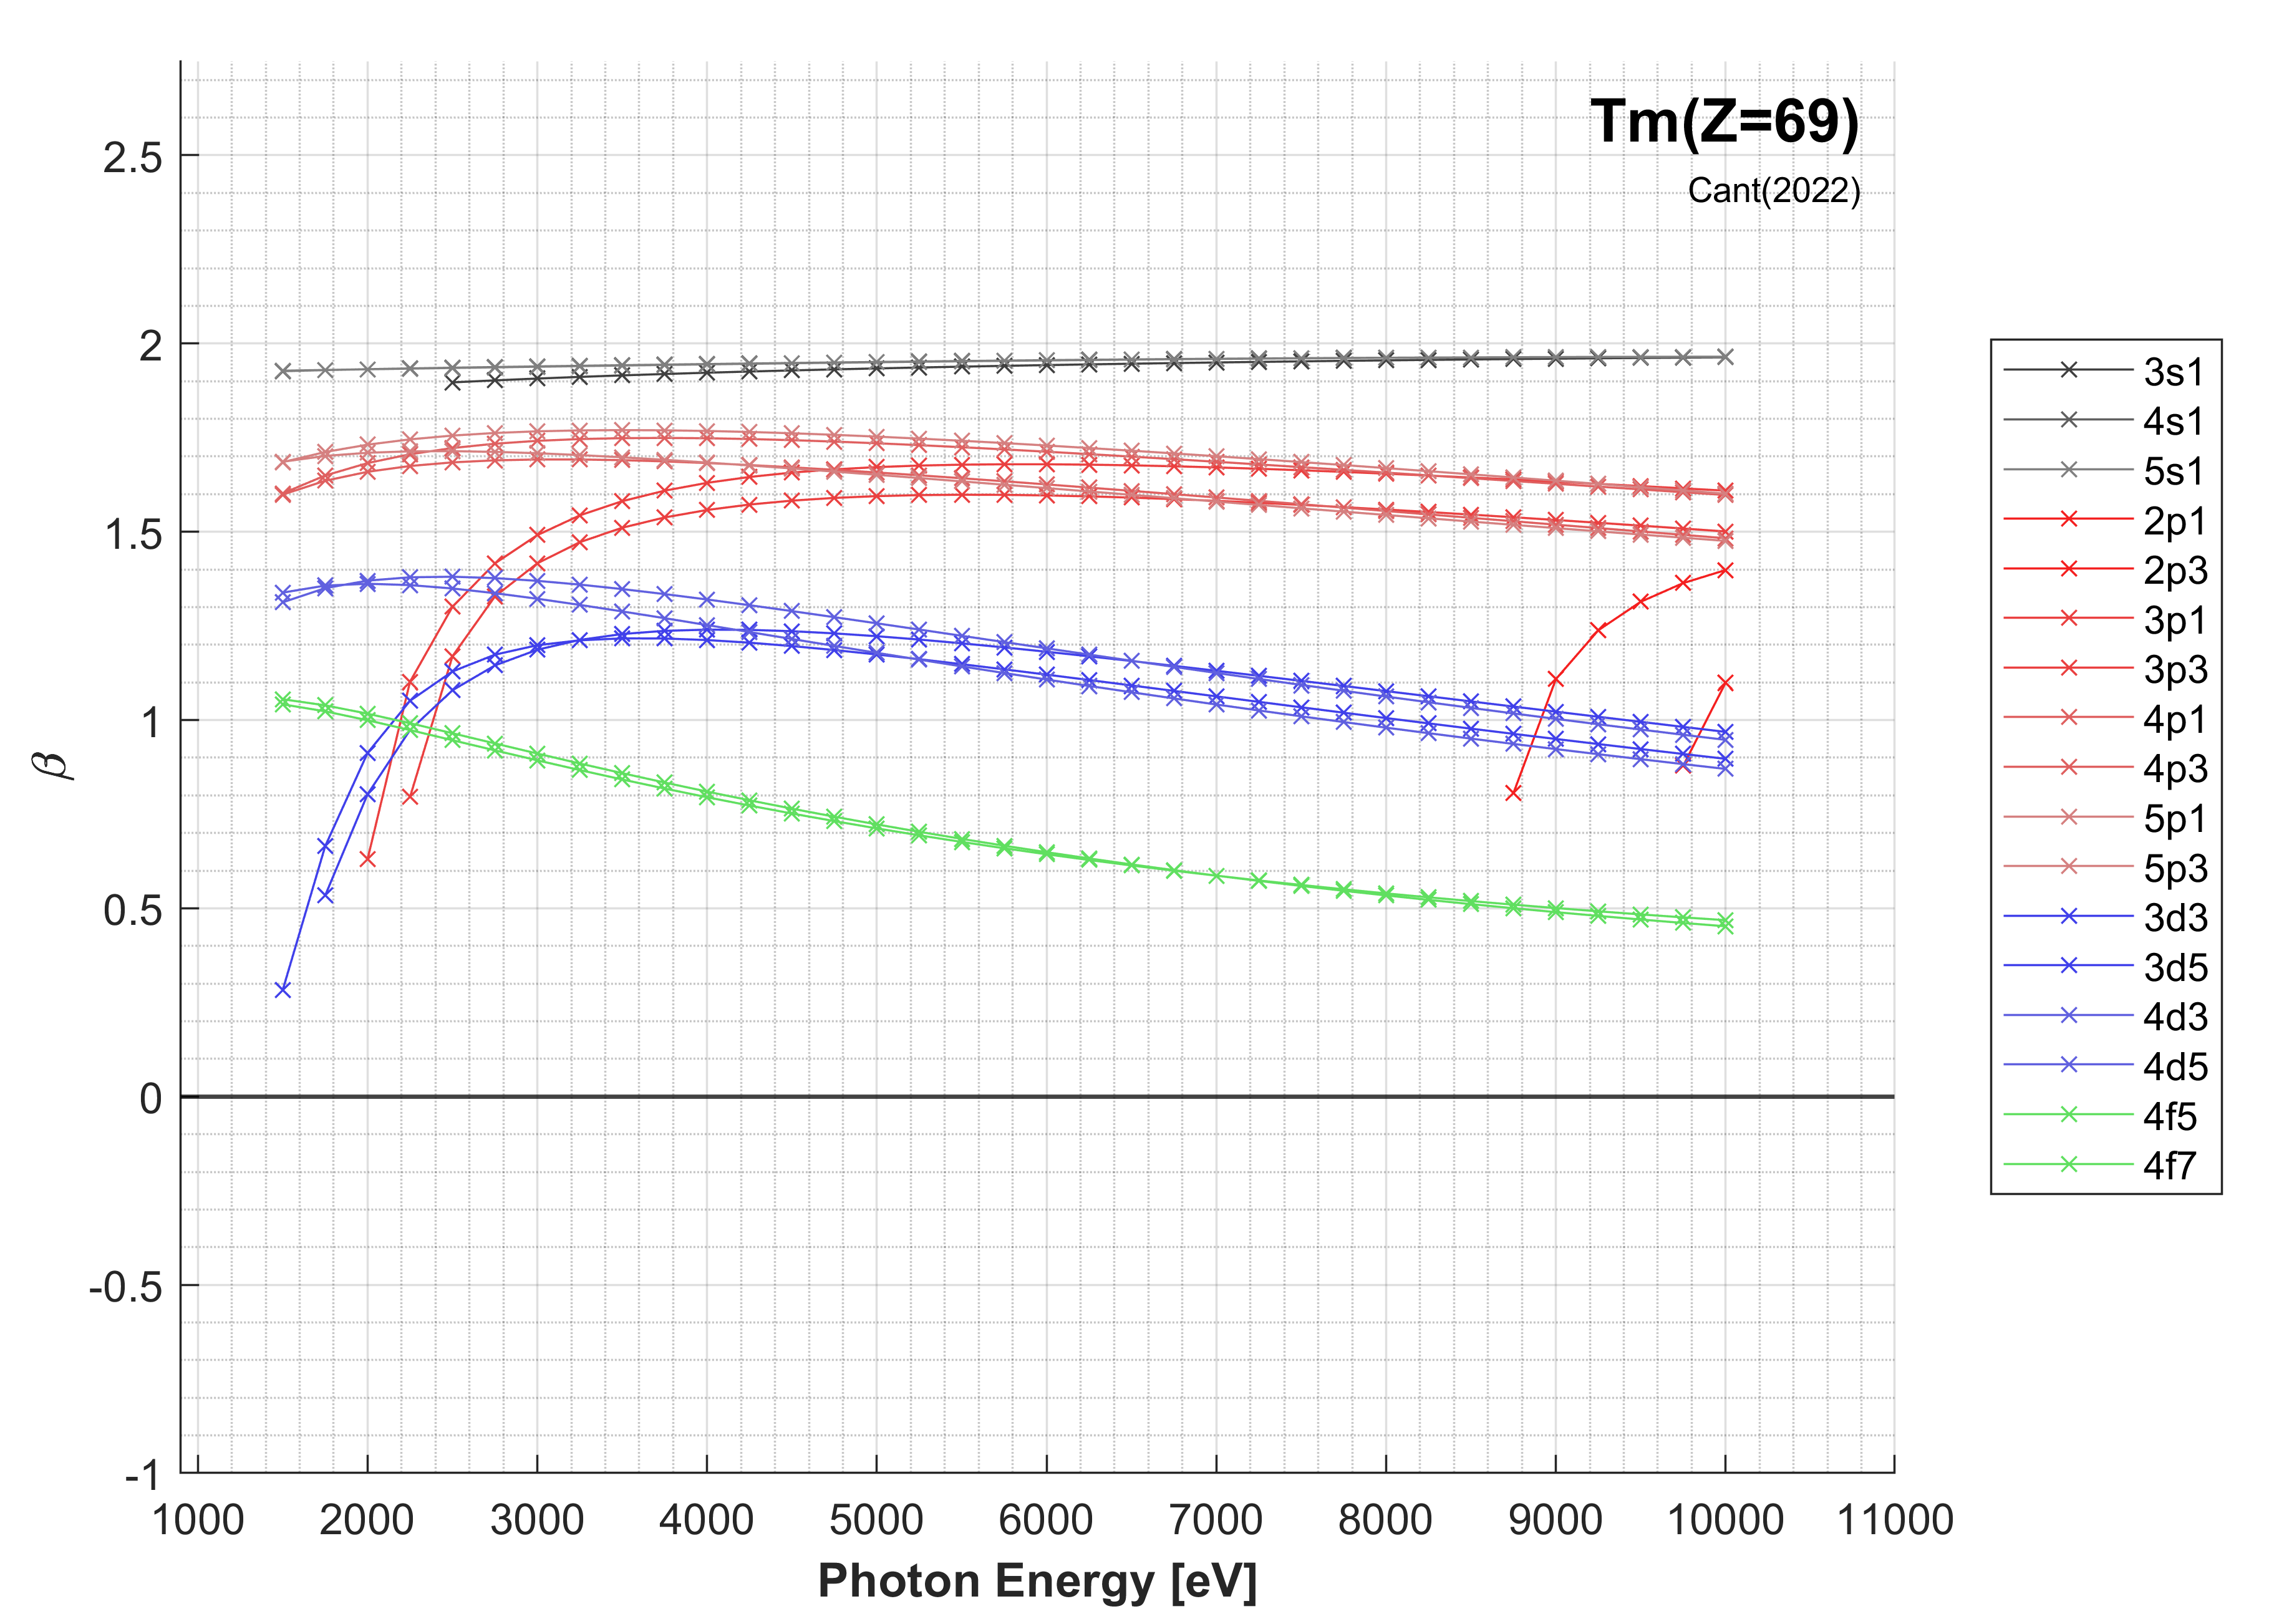 Tm(Z=69)
Cant(2022)
2.5
2
1.5
1
0.5
0
-0.5
-1
β
1000 2000 3000 4000 5000 6000 7000 8000 9000 10000 11000
Photon Energy [eV]
3s1
4s1
5s1
2p1
2p3
3p1
3p3
4p1
4p3
5p1
5p3
3d3
3d5
4d3
4d5
4f5
4f7